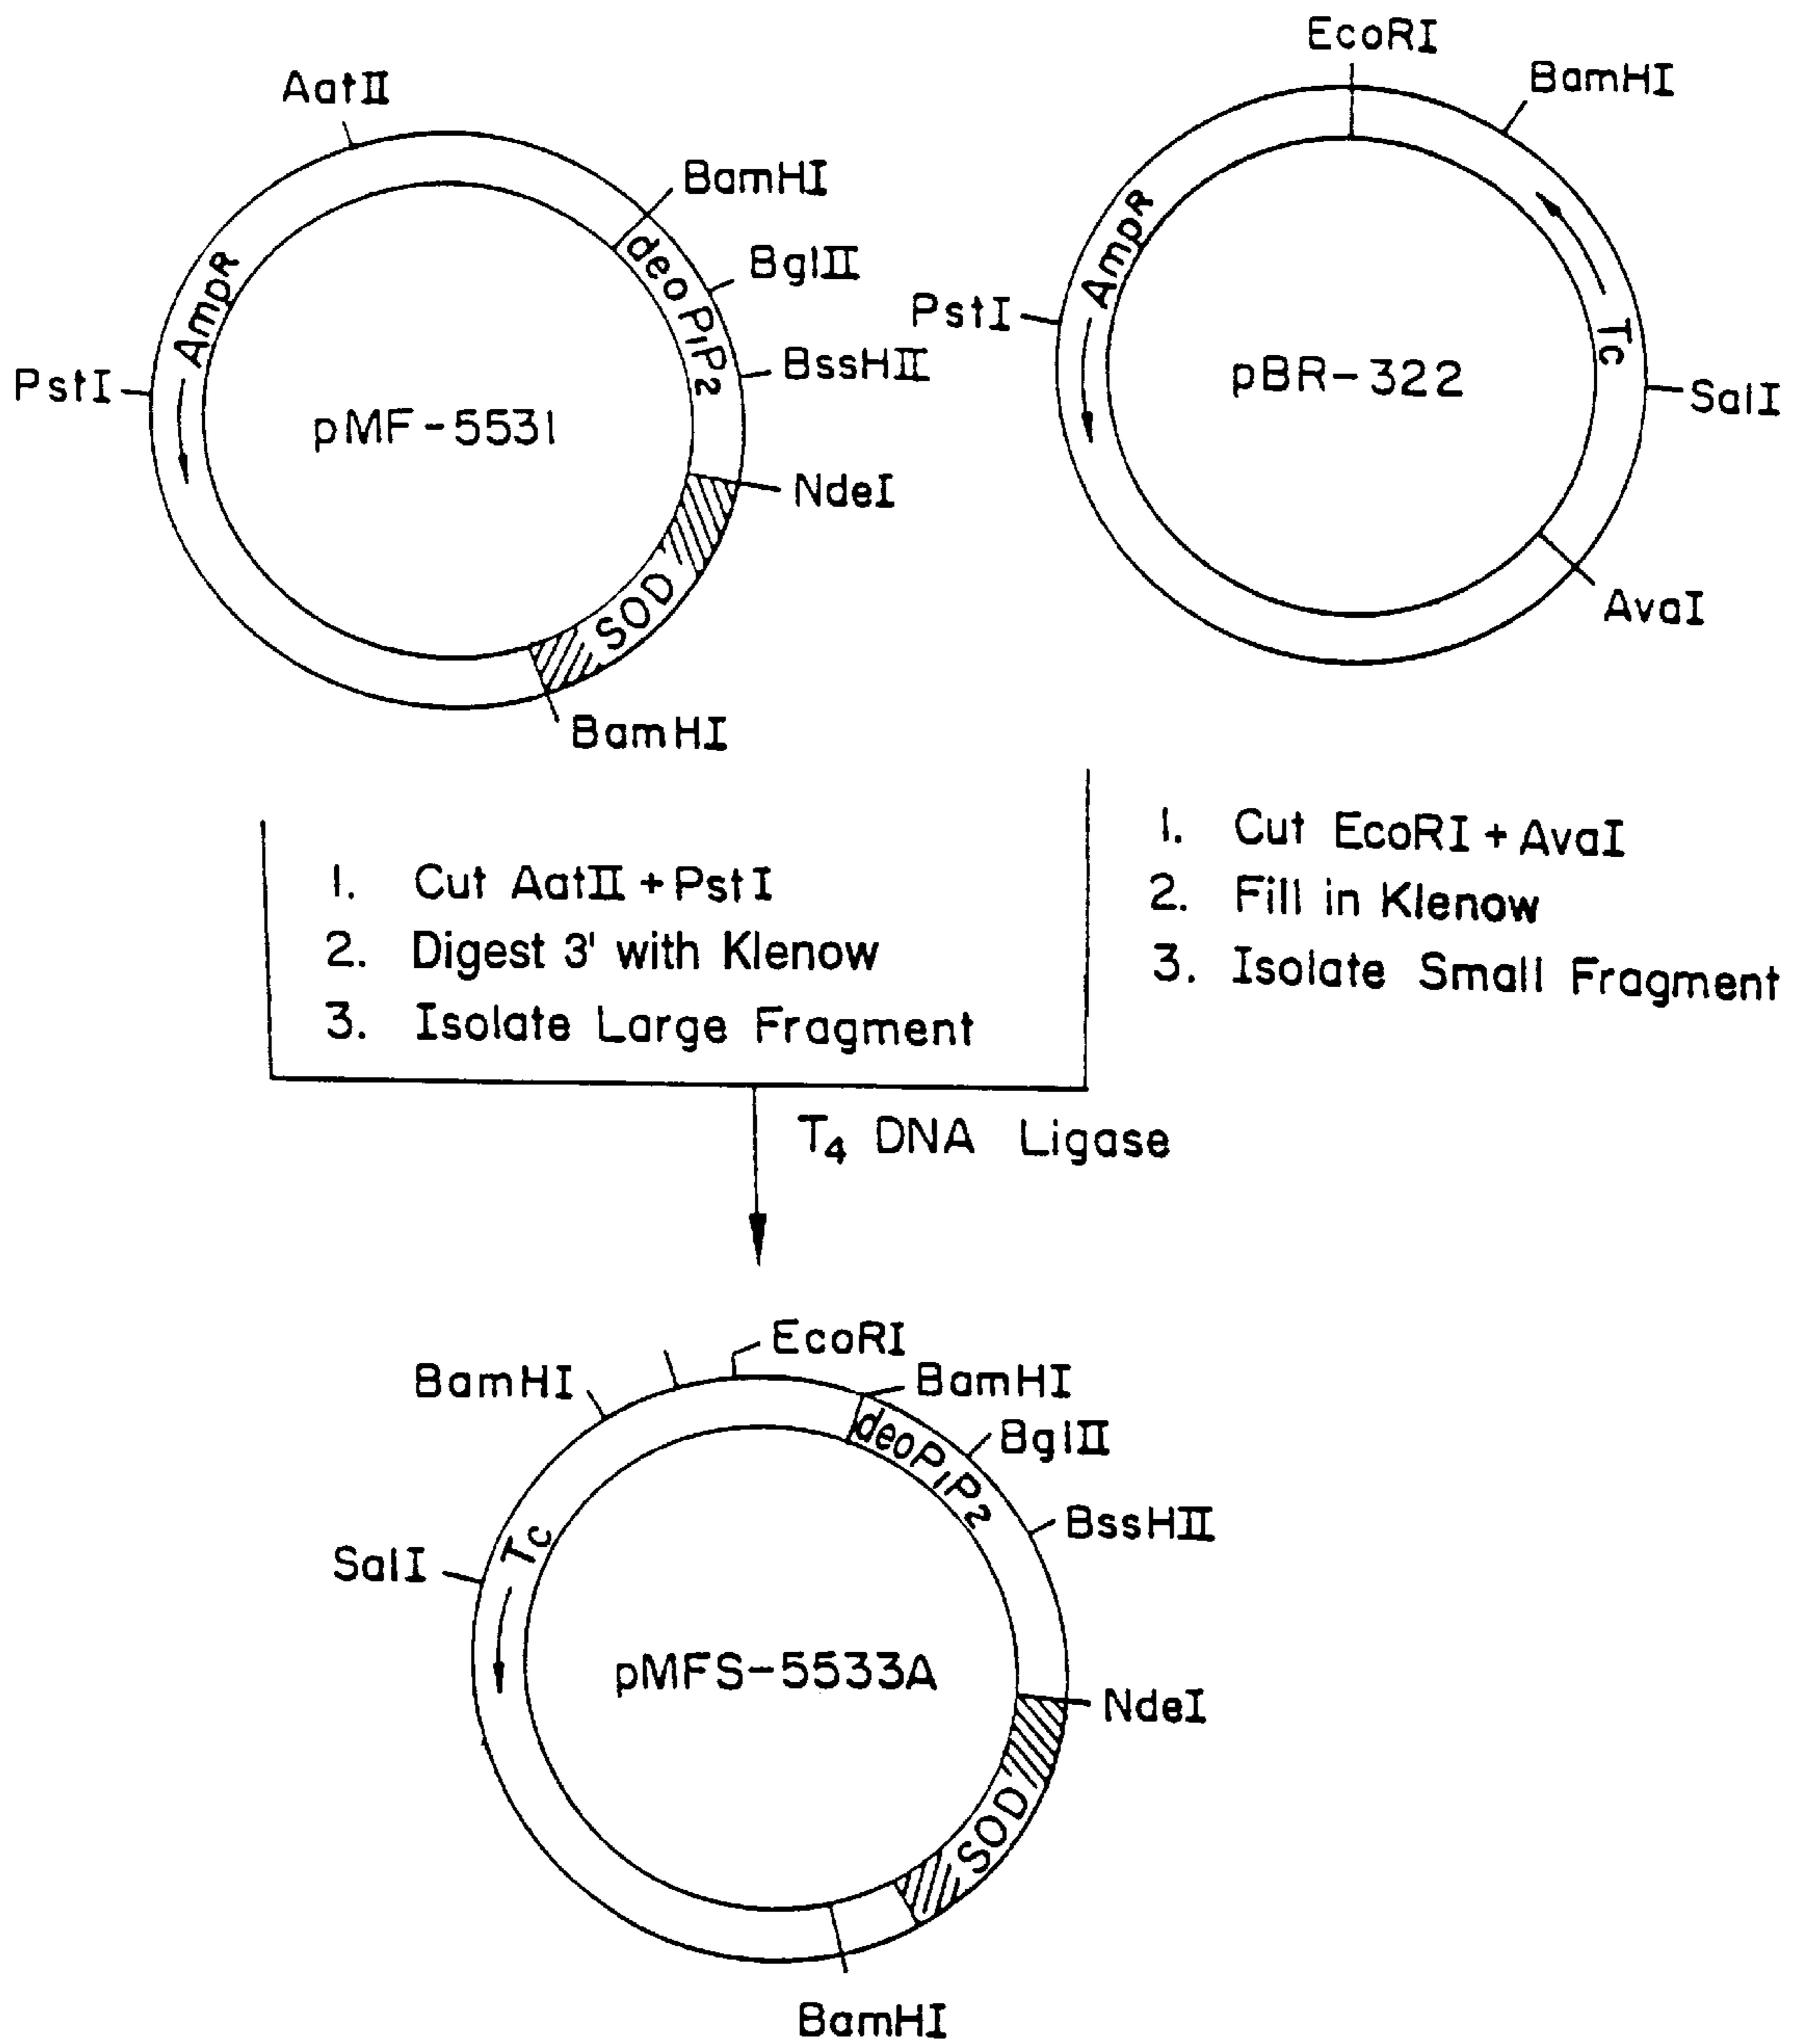 AatII
BamHI
deo P1P2
BglII
BssHII
AmpR
PstI
pMF-5531
NdeI
SOD
BamHI
EcoRI
BamHI
AmpR
PstI
Tc
pBR-322
SalI
AvaI
1. Cut AatII + PstI
2. Digest 3' with Klenow
3. Isolate Large Fragment
1. Cut EcoRI + AvaI
2. Fill in Klenow
3. Isolate Small Fragment
T4 DNA Ligase
EcoRI
BamHI
BamHI
deoP1P2
BglII
BssHII
Tc
SalI
pMFS-5533A
NdeI
SOD
BamHI